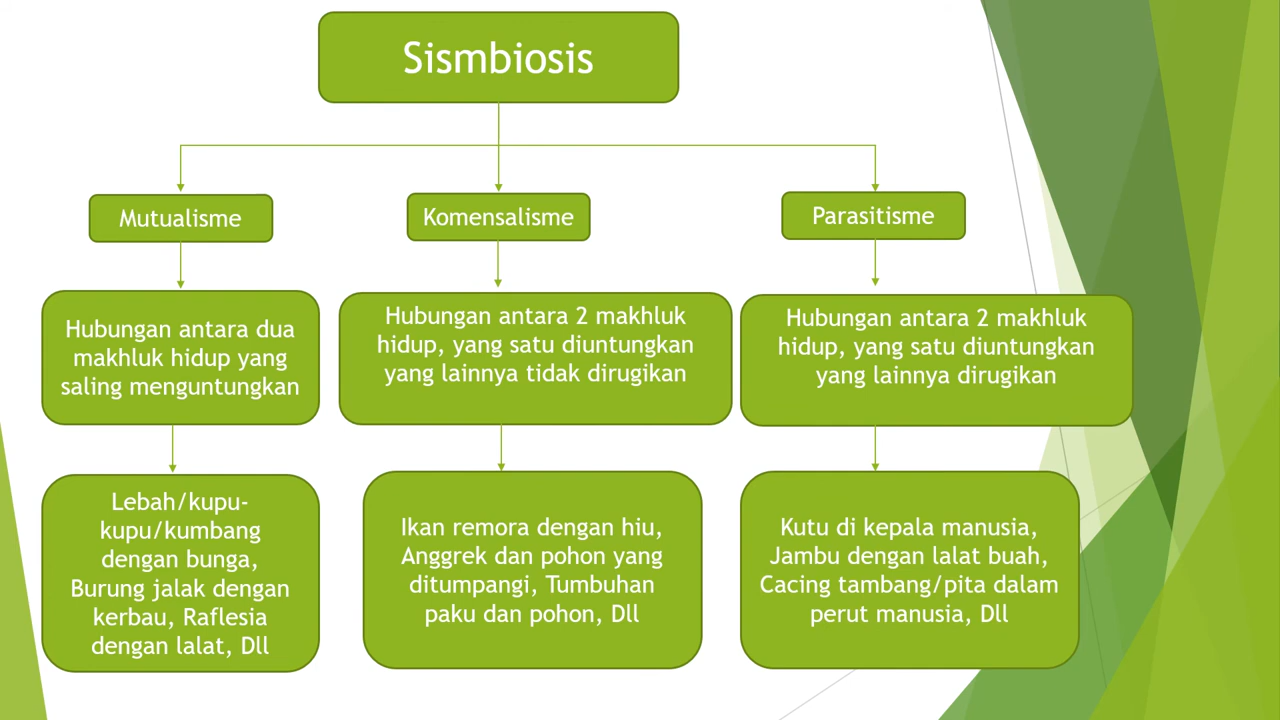 Sismbiosis
Mutualisme
Komensalisme
Parasitisme
Hubungan antara dua
makhluk hidup yang
saling menguntungkan
Hubungan antara 2 makhluk
hidup, yang satu diuntungkan
yang lainnya tidak dirugikan
Hubungan antara 2 makhluk
hidup, yang satu diuntungkan
yang lainnya dirugikan
Lebah/kupu-
kupu/kumbang
dengan bunga,
Burung jalak dengan
kerbau, Raflesia
dengan lalat, Dll
Ikan remora dengan hiu,
Anggrek dan pohon yang
ditumpangi, Tumbuhan
paku dan pohon, Dll
Kutu di kepala manusia,
Jambu dengan lalat buah,
Cacing tambang/pita dalam
perut manusia, Dll